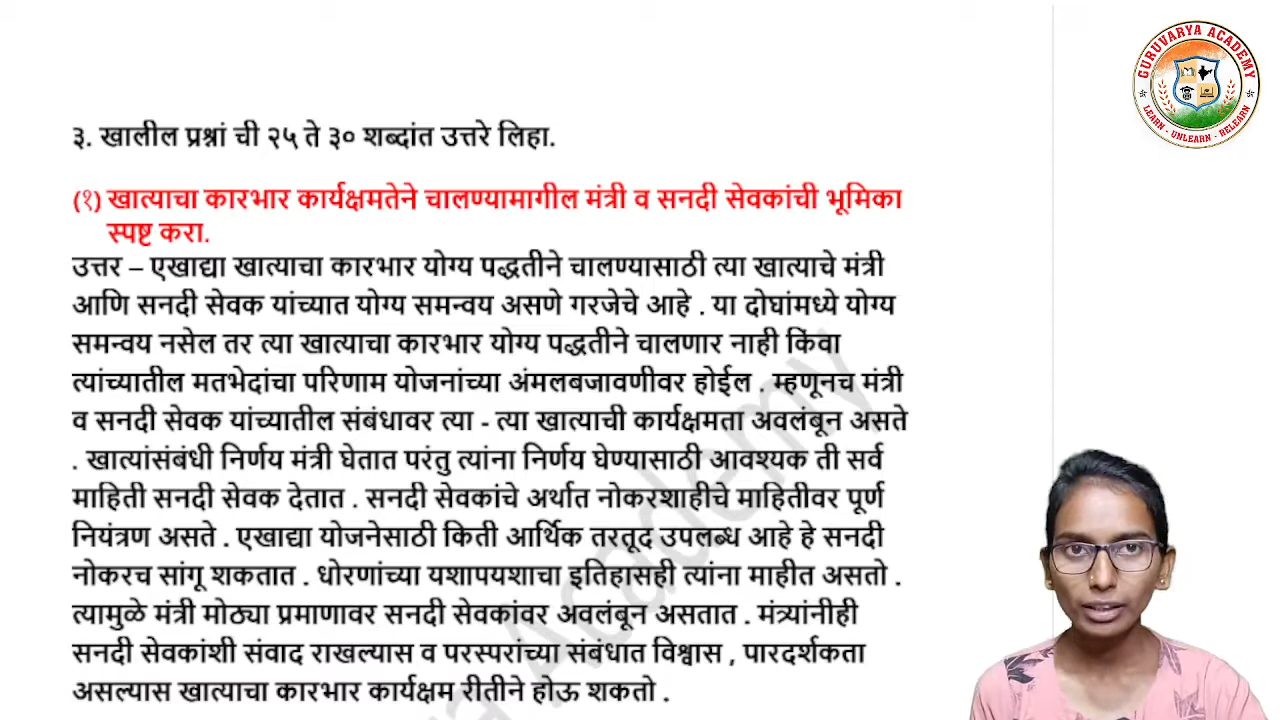 GURUVARYA ACADEMY
LEARN - UNLEARN - RELEARN
३. खालील प्रश्नां ची २५ ते ३० शब्दांत उत्तरे लिहा.
(१) खात्याचा कारभार कार्यक्षमतेने चालण्यामागील मंत्री व सनदी सेवकांची भूमिका
स्पष्ट करा.
उत्तर – एखाद्या खात्याचा कारभार योग्य पद्धतीने चालण्यासाठी त्या खात्याचे मंत्री
आणि सनदी सेवक यांच्यात योग्य समन्वय असणे गरजेचे आहे . या दोघांमध्ये योग्य
समन्वय नसेल तर त्या खात्याचा कारभार योग्य पद्धतीने चालणार नाही किंवा
त्यांच्यातील मतभेदांचा परिणाम योजनांच्या अंमलबजावणीवर होईल . म्हणूनच मंत्री
व सनदी सेवक यांच्यातील संबंधावर त्या - त्या खात्याची कार्यक्षमता अवलंबून असते
. खात्यांसंबंधी निर्णय मंत्री घेतात परंतु त्यांना निर्णय घेण्यासाठी आवश्यक ती सर्व
माहिती सनदी सेवक देतात . सनदी सेवकांचे अर्थात नोकरशाहीचे माहितीवर पूर्ण
नियंत्रण असते . एखाद्या योजनेसाठी किती आर्थिक तरतूद उपलब्ध आहे हे सनदी
नोकरच सांगू शकतात . धोरणांच्या यशापयशाचा इतिहासही त्यांना माहीत असतो .
त्यामुळे मंत्री मोठ्या प्रमाणावर सनदी सेवकांवर अवलंबून असतात . मंत्र्यांनीही
सनदी सेवकांशी संवाद राखल्यास व परस्परांच्या संबंधात विश्वास , पारदर्शकता
असल्यास खात्याचा कारभार कार्यक्षम रीतीने होऊ शकतो .
Academy